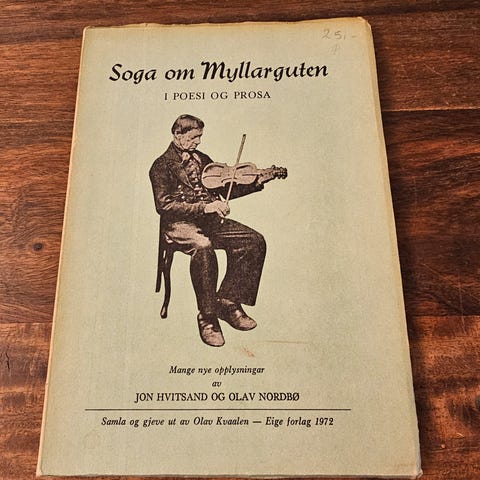 25,-
Soga om Myllarguten
I POESI OG PROSA
Mange nye opplysningar
av
JON HVITSAND OG OLAV NORDBØ
Samla og gjeve ut av Olav Kvaalen — Eige forlag 1972